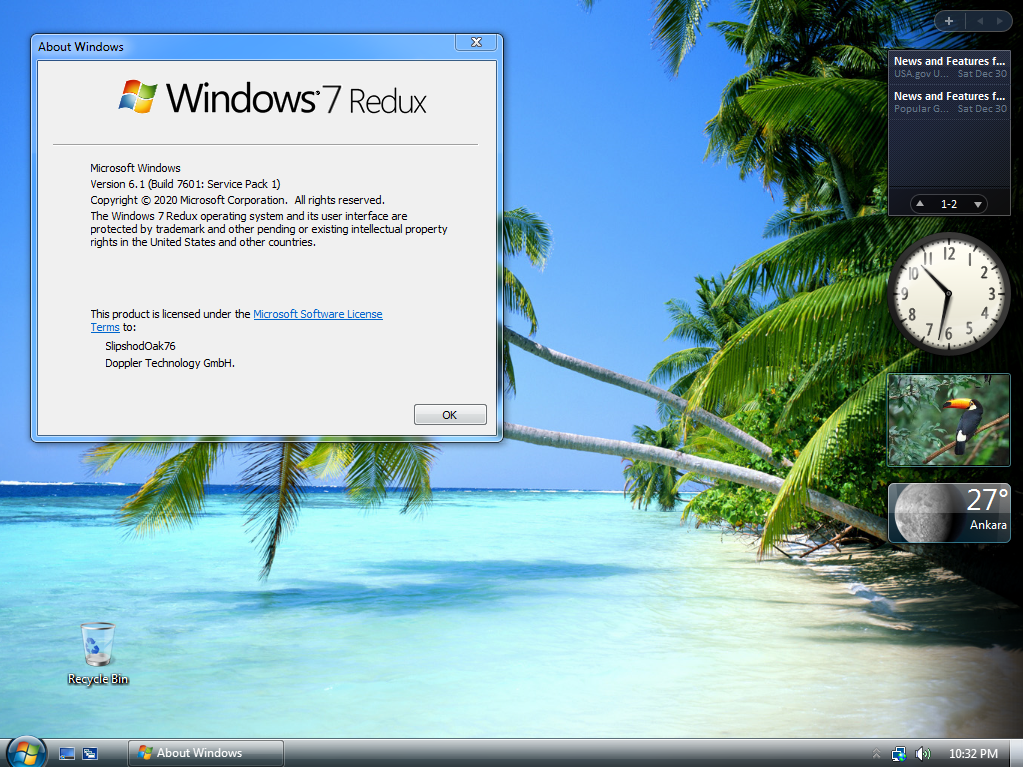 About Windows
Windows 7 Redux
Microsoft Windows
Version 6.1 (Build 7601: Service Pack 1)
Copyright © 2020 Microsoft Corporation.  All rights reserved.
The Windows 7 Redux operating system and its user interface are
protected by trademark and other pending or existing intellectual property
rights in the United States and other countries.
This product is licensed under the Microsoft Software License
Terms to:
SlipshodOak76
Doppler Technology GmbH.
OK
News and Features f...
USA.gov U... Sat Dec 30
News and Features f...
Popular G... Sat Dec 30
1-2
12
11 1
10 2
9 3
8 4
7 5
6
27°
Ankara
Recycle Bin
About Windows
10:32 PM